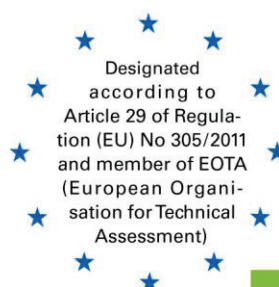 Designated
according to
Article 29 of Regula-
tion (EU) No 305/2011
and member of EOTA
(European Organi-
sation for Technical
Assessment)